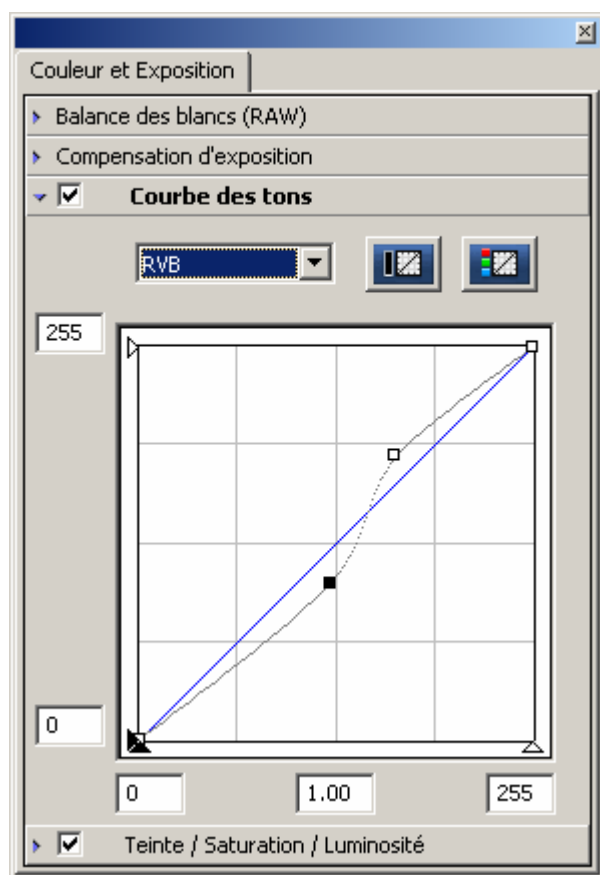 Couleur et Exposition
Balance des blancs (RAW)
Compensation d'exposition
Courbe des tons
RVB
255
0
0
1.00
255
Teinte / Saturation / Luminosité